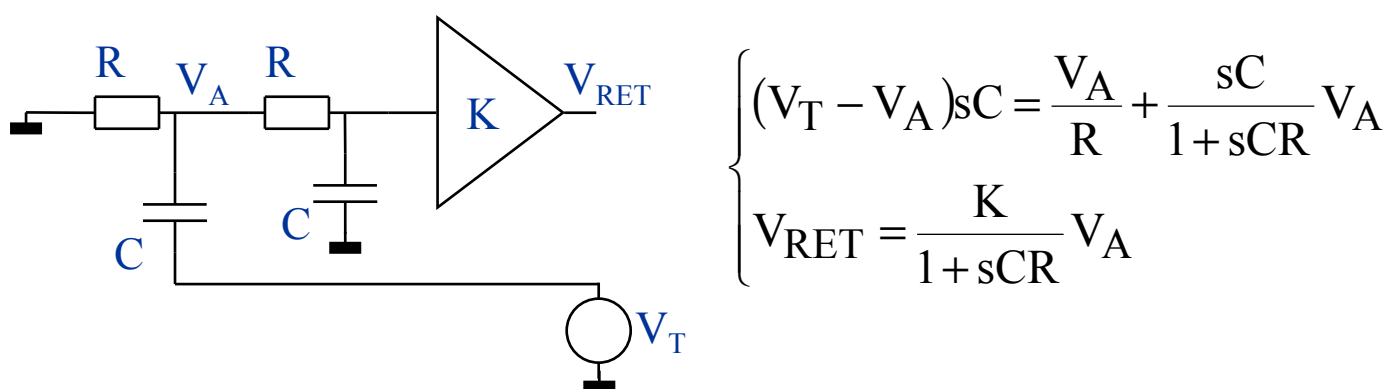 R V_A R
K
V_RET
C
C
V_T
(V_T − V_A)sC = V_A/R + sC/(1 + sCR) V_A
V_RET = K/(1 + sCR) V_A